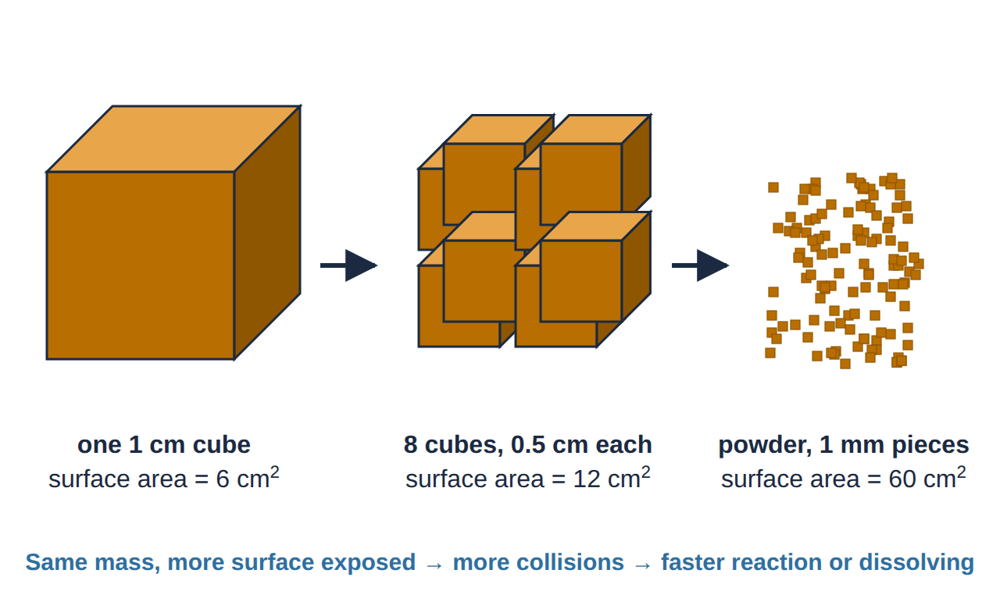 one 1 cm cube
surface area = 6 cm²
8 cubes, 0.5 cm each
surface area = 12 cm²
powder, 1 mm pieces
surface area = 60 cm²
Same mass, more surface exposed → more collisions → faster reaction or dissolving